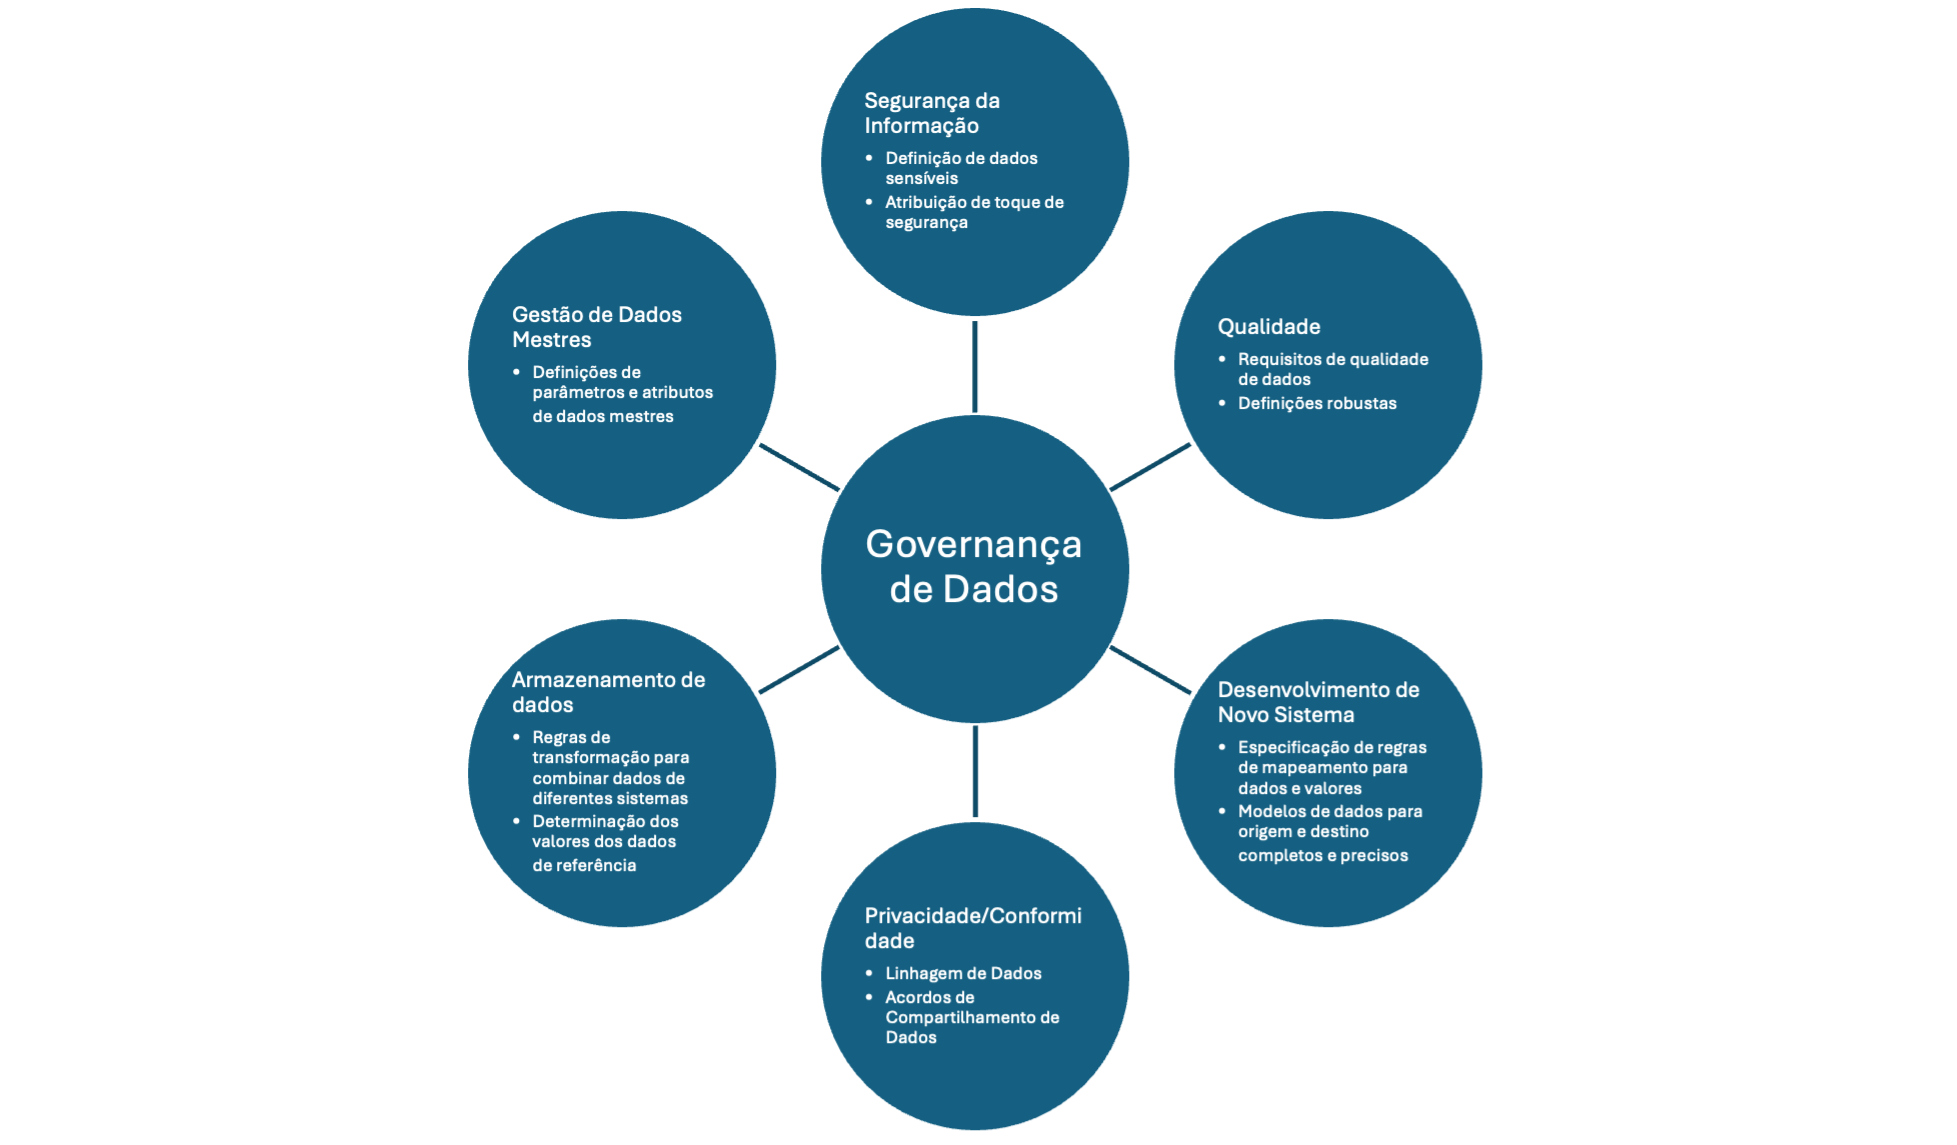 Segurança da
Informação
• Definição de dados
sensíveis
• Atribuição de toque de
segurança
Gestão de Dados
Mestres
• Definições de
parâmetros e atributos
de dados mestres
Qualidade
• Requisitos de qualidade
de dados
• Definições robustas
Governança
de Dados
Armazenamento de
dados
• Regras de
transformação para
combinar dados de
diferentes sistemas
• Determinação dos
valores dos dados
de referência
Desenvolvimento de
Novo Sistema
• Especificação de regras
de mapeamento para
dados e valores
• Modelos de dados para
origem e destino
completos e precisos
Privacidade/Conformi
dade
• Linhagem de Dados
• Acordos de
Compartilhamento de
Dados